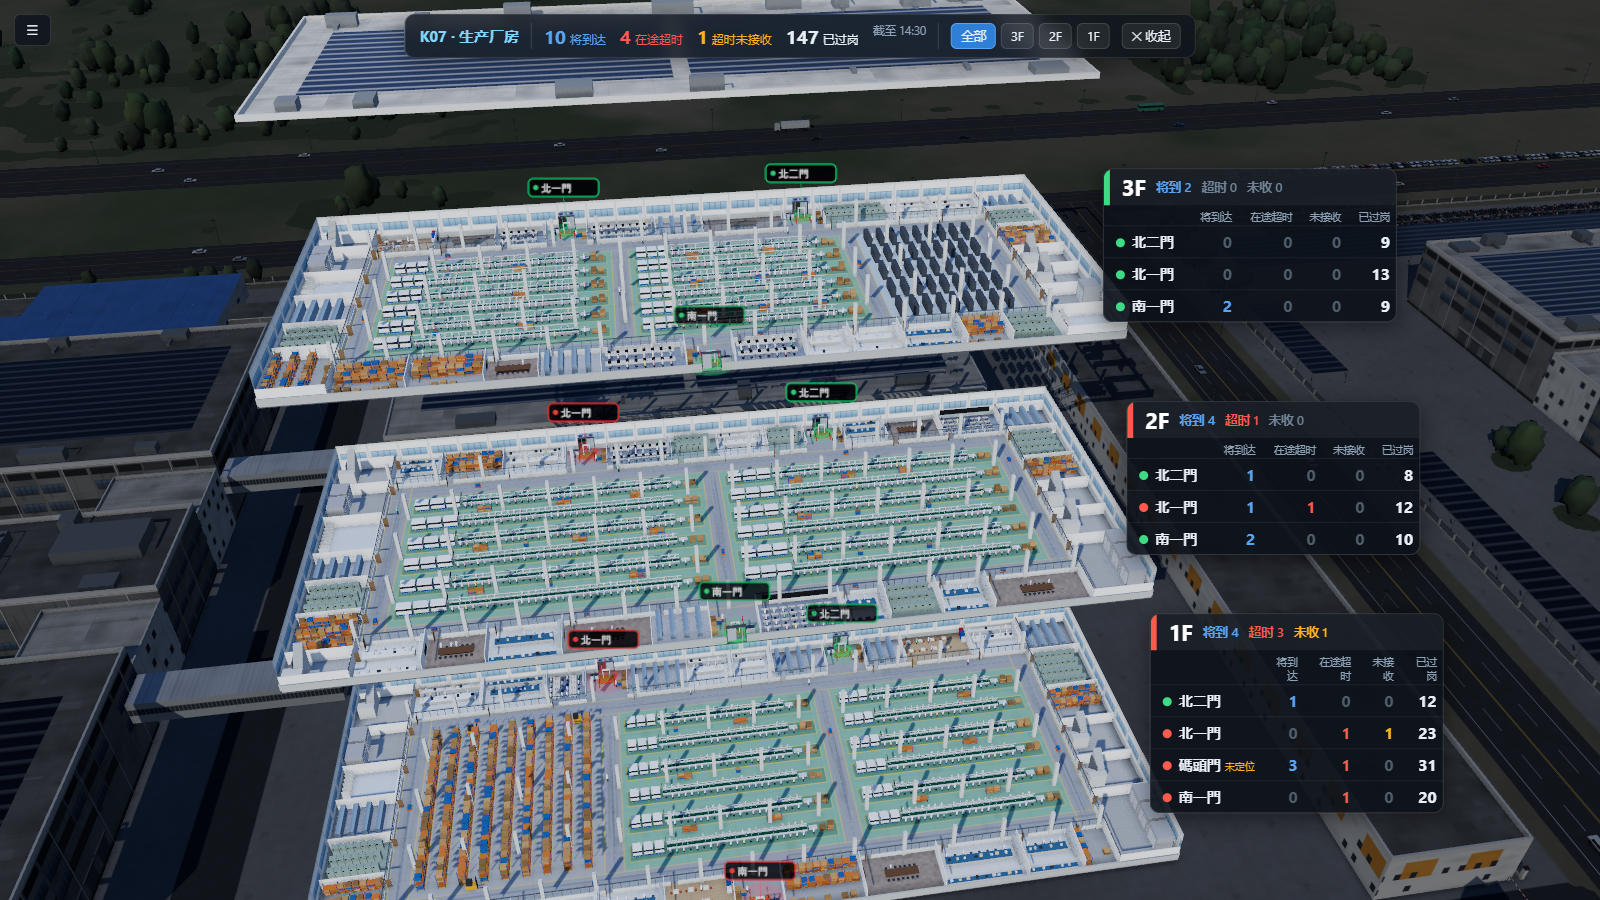 ☰
K07 · 生产厂房 10 将到达 4 在途超时 1 超时未接收 147 已过岗 截至 14:30 全部 3F 2F 1F ✕ 收起
北一門
北二門
南一門
3F 将到 2 超时 0 未收 0
将到达 在途超时 未接收 已过岗
北二門 0 0 0 9
北一門 0 0 0 13
南一門 2 0 0 9
北一門
北二門
南一門
2F 将到 4 超时 1 未收 0
将到达 在途超时 未接收 已过岗
北二門 1 0 0 8
北一門 1 1 0 12
南一門 2 0 0 10
北一門
北二門
南一門
1F 将到 4 超时 3 未收 1
将到达 在途超时 未接收 已过岗
北二門 1 0 0 12
北一門 0 1 1 23
碼頭門 未定位 3 1 0 31
南一門 0 1 0 20